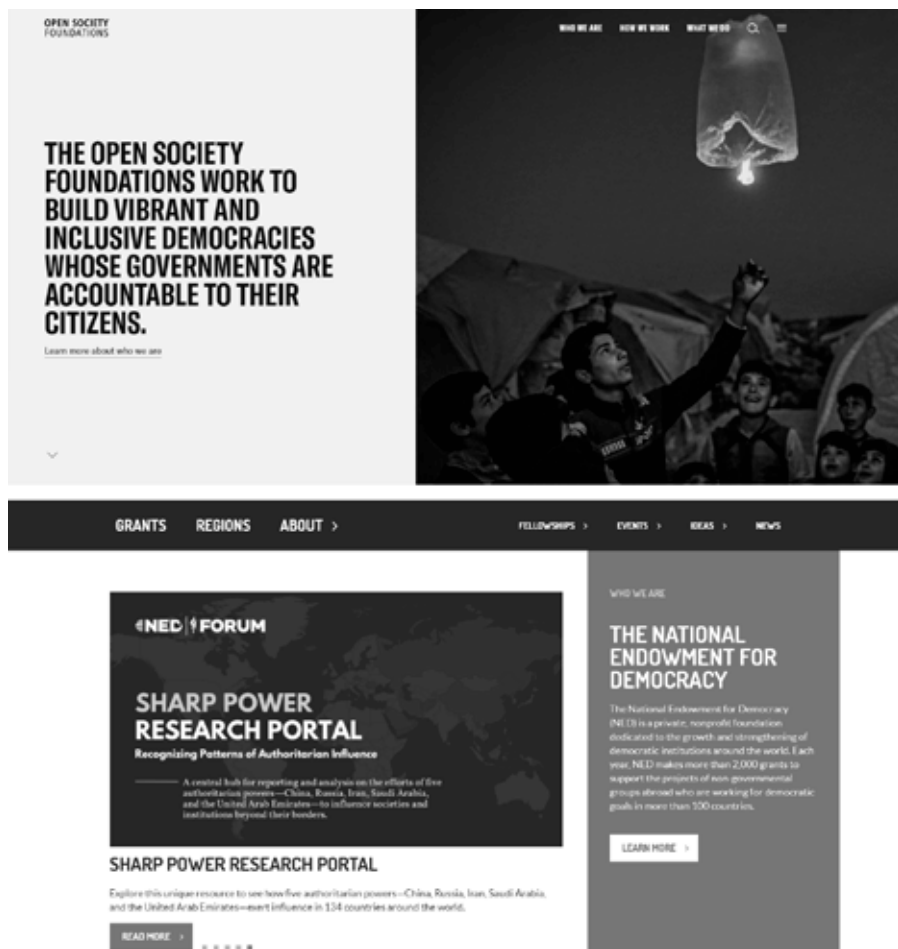 OPEN SOCIETY
FOUNDATIONS
WHO WE ARE
HOW WE WORK
WHAT WE DO
THE OPEN SOCIETY
FOUNDATIONS WORK TO
BUILD VIBRANT AND
INCLUSIVE DEMOCRACIES
WHOSE GOVERNMENTS ARE
ACCOUNTABLE TO THEIR
CITIZENS.
Learn more about who we are
GRANTS
REGIONS
ABOUT >
FELLOWSHIPS >
EVENTS >
IDEAS >
NEWS
NED FORUM
SHARP POWER
RESEARCH PORTAL
Recognizing Patterns of Authoritarian Influence
A central hub for reporting and analysis on the efforts of five
authoritarian powers—China, Russia, Iran, Saudi Arabia,
and the United Arab Emirates—to influence societies and
institutions beyond their borders.
SHARP POWER RESEARCH PORTAL
Explore this unique resource to see how five authoritarian powers—China, Russia, Iran, Saudi Arabia,
and the United Arab Emirates—exert influence in 134 countries around the world.
READ MORE >
WHO WE ARE
THE NATIONAL
ENDOWMENT FOR
DEMOCRACY
The National Endowment for Democracy
(NED) is a private, nonprofit foundation
dedicated to the growth and strengthening of
democratic institutions around the world. Each
year, NED makes more than 2,000 grants to
support the projects of non-governmental
groups abroad who are working for democratic
goals in more than 100 countries.
LEARN MORE >